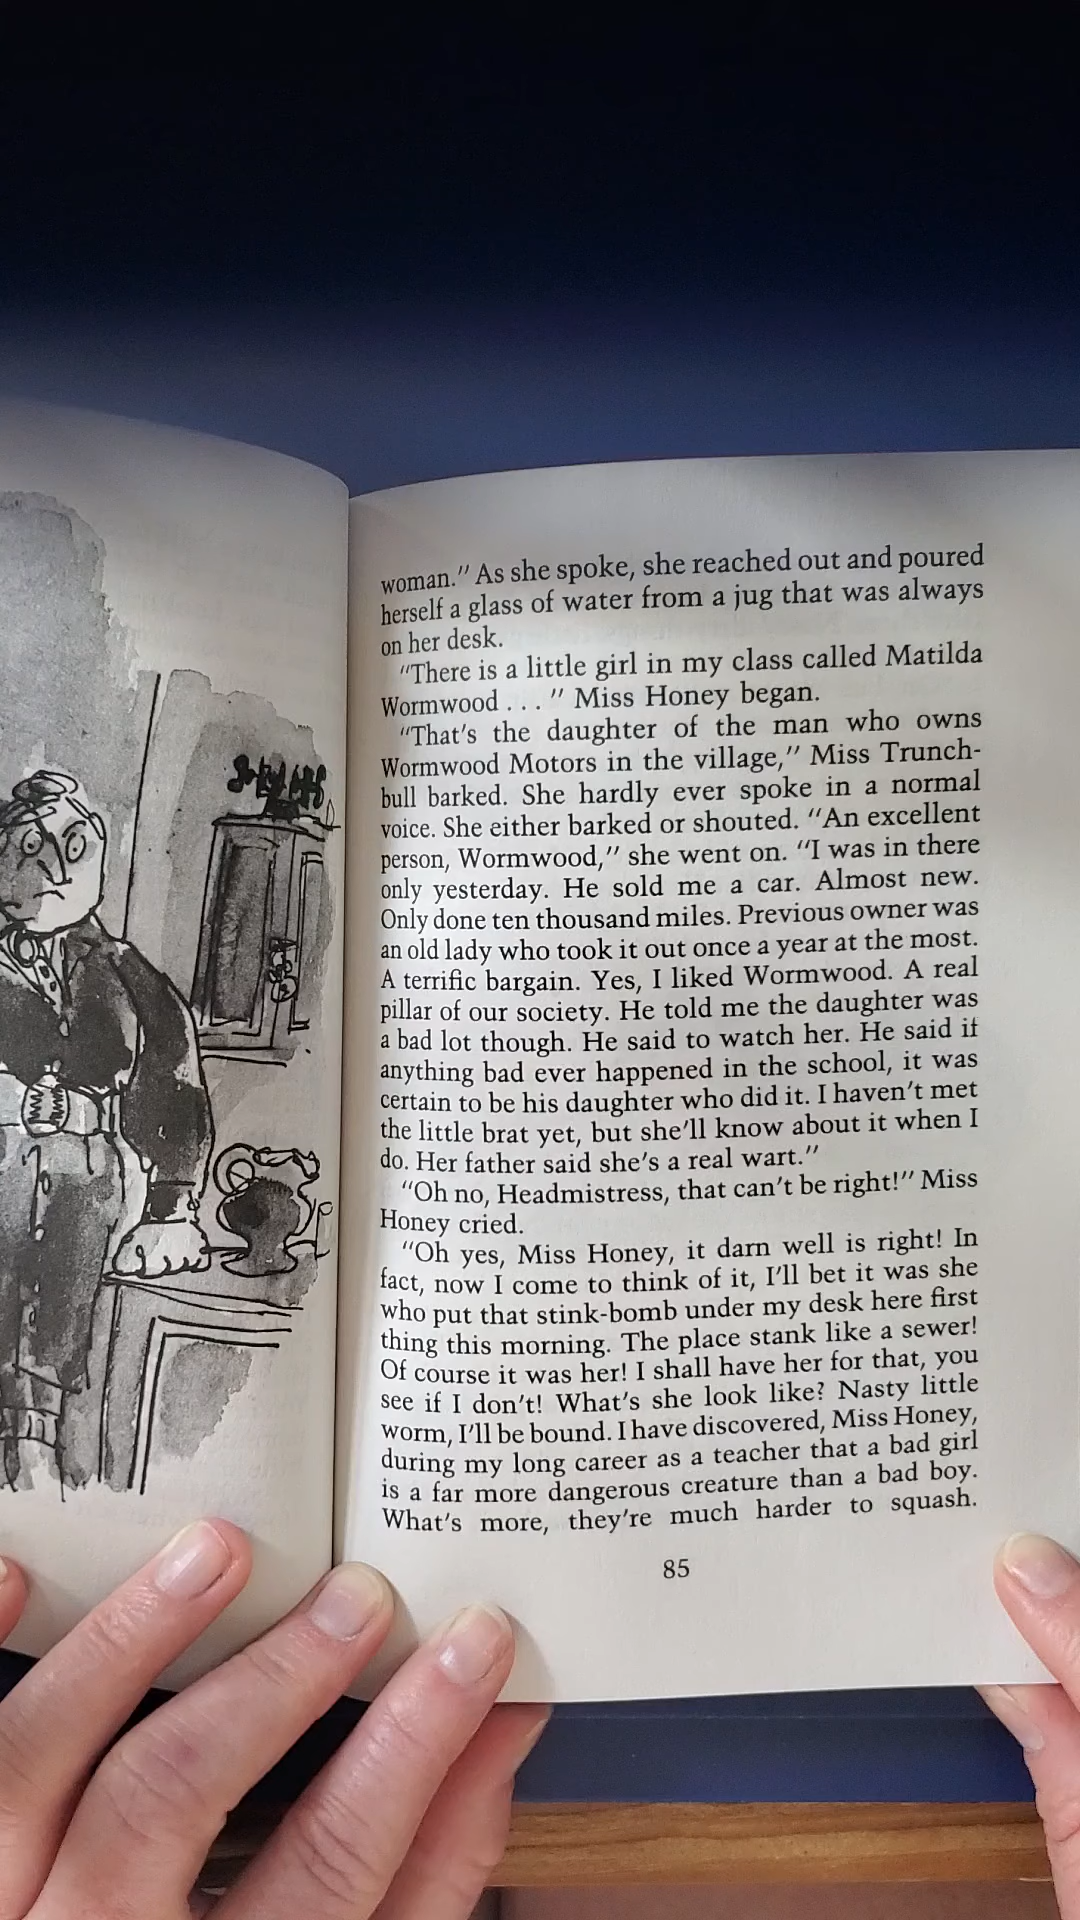 woman.” As she spoke, she reached out and poured
herself a glass of water from a jug that was always
on her desk.
“There is a little girl in my class called Matilda
Wormwood . . . ” Miss Honey began.
“That’s the daughter of the man who owns
Wormwood Motors in the village,” Miss Trunch-
bull barked. She hardly ever spoke in a normal
voice. She either barked or shouted. “An excellent
person, Wormwood,” she went on. “I was in there
only yesterday. He sold me a car. Almost new.
Only done ten thousand miles. Previous owner was
an old lady who took it out once a year at the most.
A terrific bargain. Yes, I liked Wormwood. A real
pillar of our society. He told me the daughter was
a bad lot though. He said to watch her. He said if
anything bad ever happened in the school, it was
certain to be his daughter who did it. I haven’t met
the little brat yet, but she’ll know about it when I
do. Her father said she’s a real wart.”
“Oh no, Headmistress, that can’t be right!” Miss
Honey cried.
“Oh yes, Miss Honey, it darn well is right! In
fact, now I come to think of it, I’ll bet it was she
who put that stink-bomb under my desk here first
thing this morning. The place stank like a sewer!
Of course it was her! I shall have her for that, you
see if I don’t! What’s she look like? Nasty little
worm, I’ll be bound. I have discovered, Miss Honey,
during my long career as a teacher that a bad girl
is a far more dangerous creature than a bad boy.
What’s more, they’re much harder to squash.
85